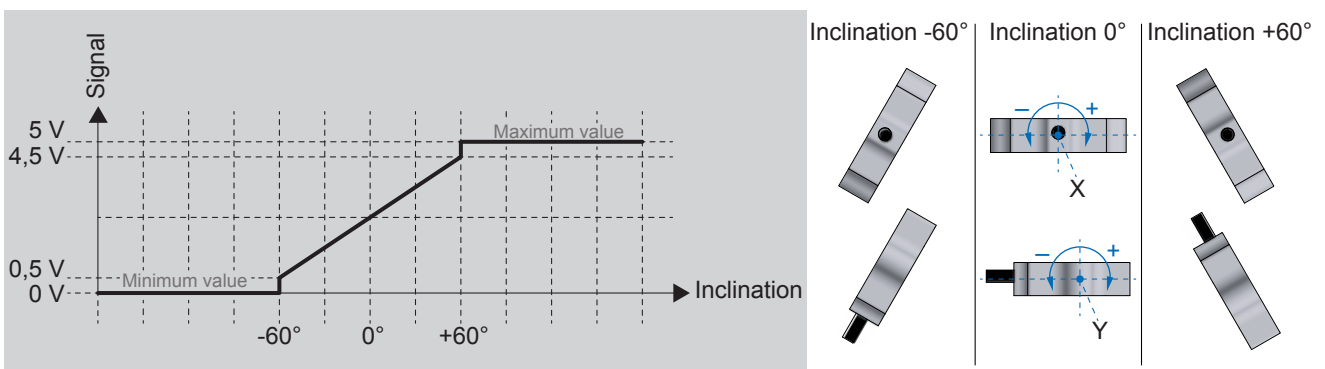 Signal
5 V
4,5 V
0,5 V
0 V
Maximum value
Minimum value
Inclination
-60°
0°
+60°
Inclination -60°
Inclination 0°
Inclination +60°
– +
X
– +
Y